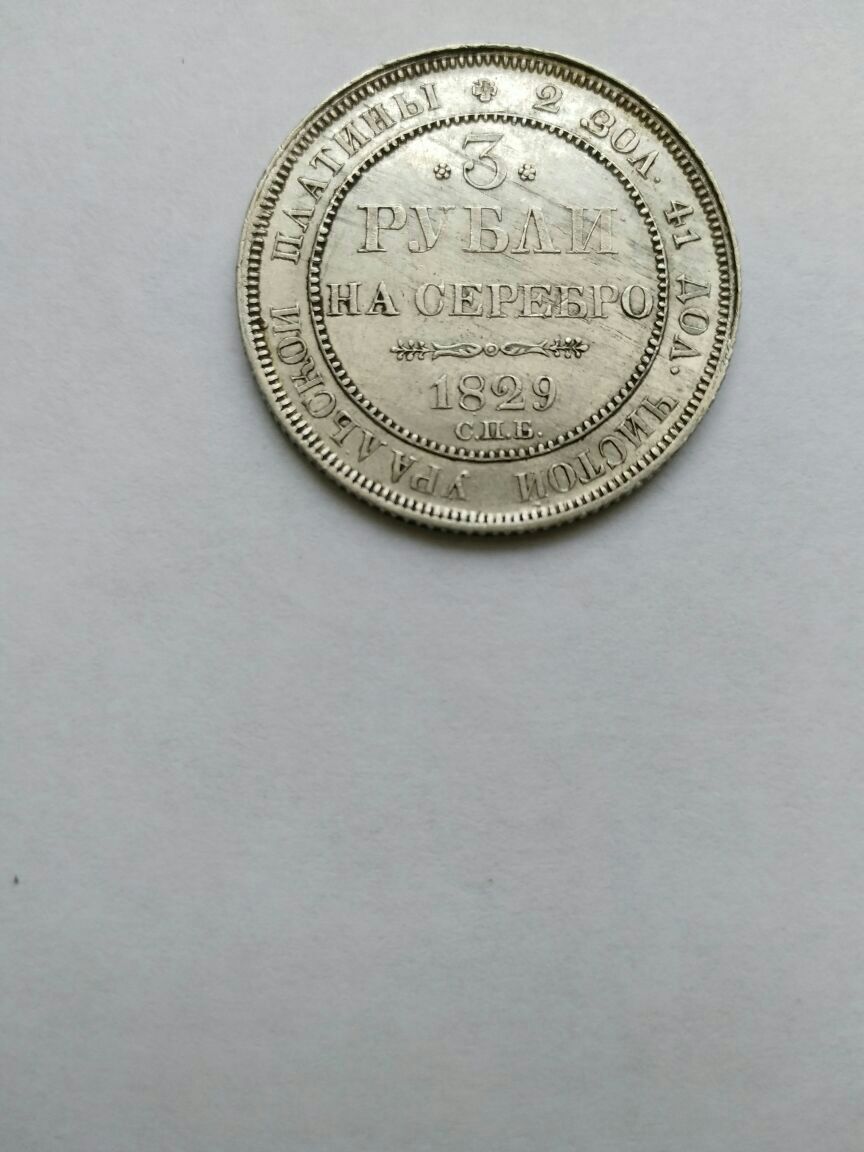 2 ЗОЛ. 41 ДОЛ. ЧИСТОЙ УРАЛЬСКОЙ ПЛАТИНЫ
3
РУБЛИ
НА СЕРЕБРО
1829
С.П.Б.